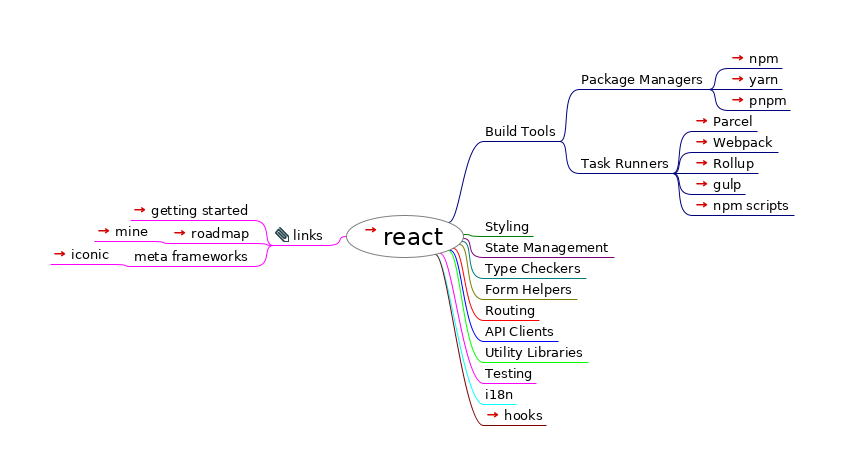 react
links
getting started
roadmap
mine
meta frameworks
iconic
Build Tools
Package Managers
npm
yarn
pnpm
Task Runners
Parcel
Webpack
Rollup
gulp
npm scripts
Styling
State Management
Type Checkers
Form Helpers
Routing
API Clients
Utility Libraries
Testing
i18n
hooks